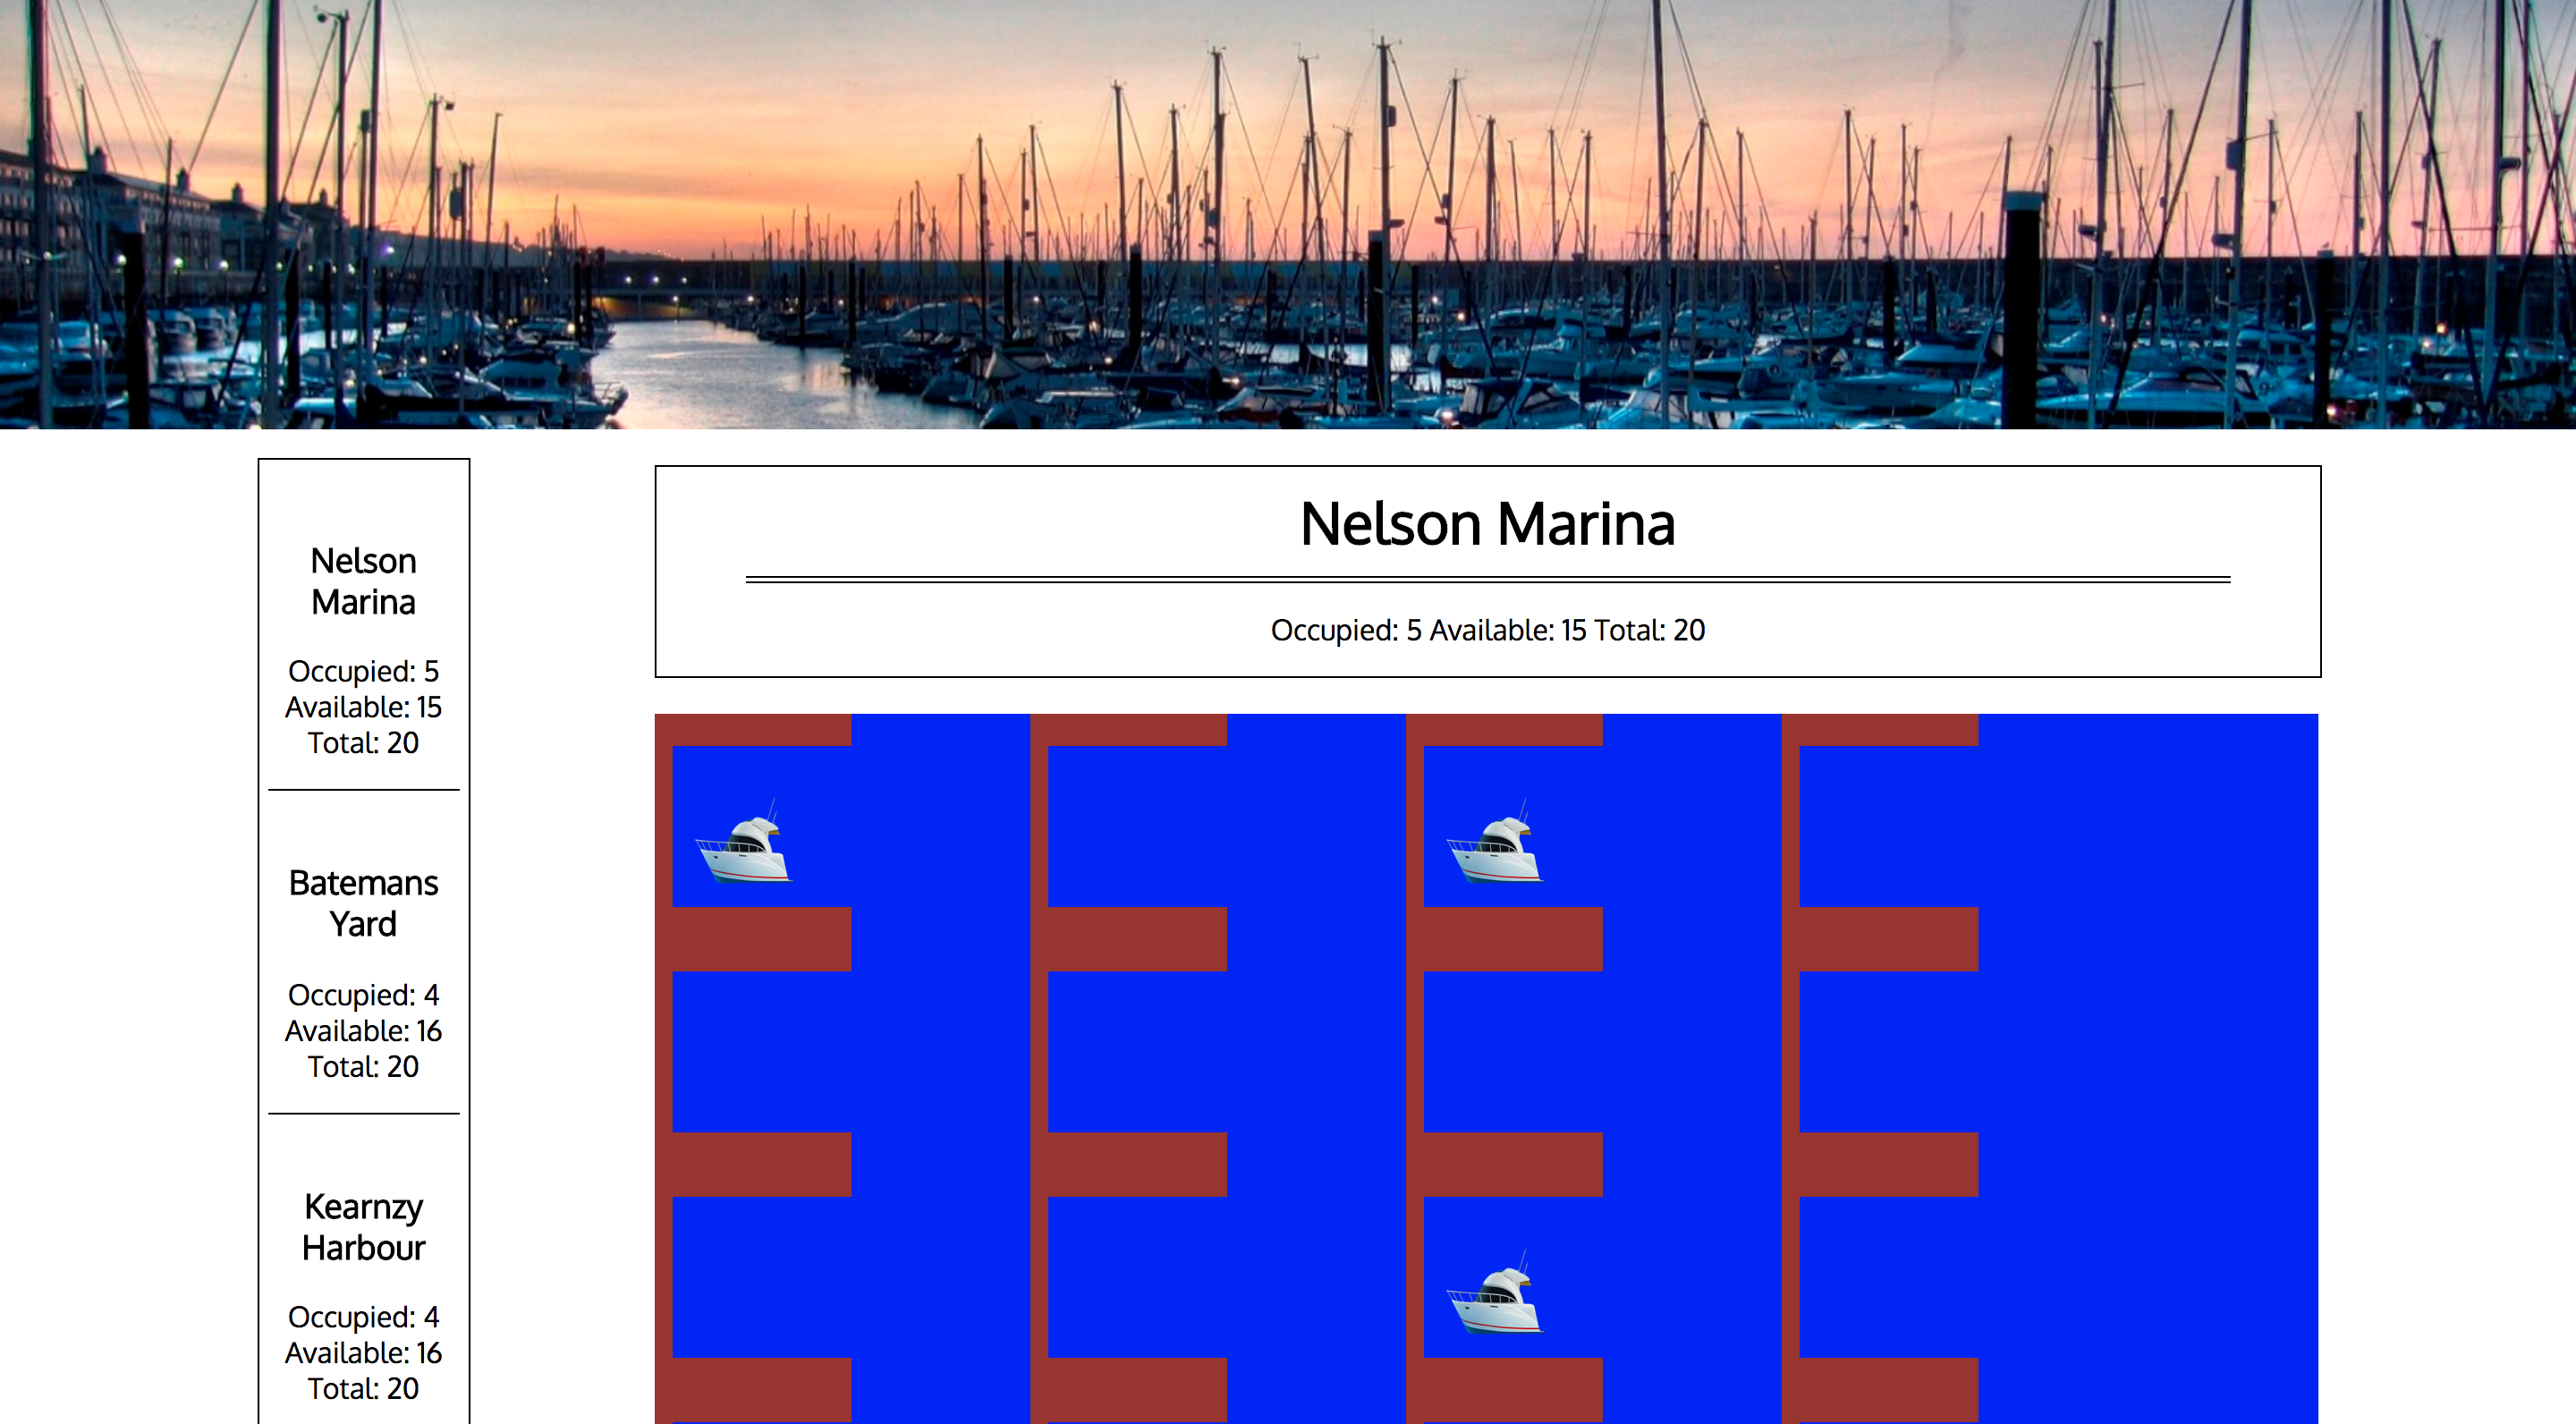 Nelson
Marina
Occupied: 5
Available: 15
Total: 20
Batemans
Yard
Occupied: 4
Available: 16
Total: 20
Kearnzy
Harbour
Occupied: 4
Available: 16
Total: 20
Nelson Marina
Occupied: 5 Available: 15 Total: 20